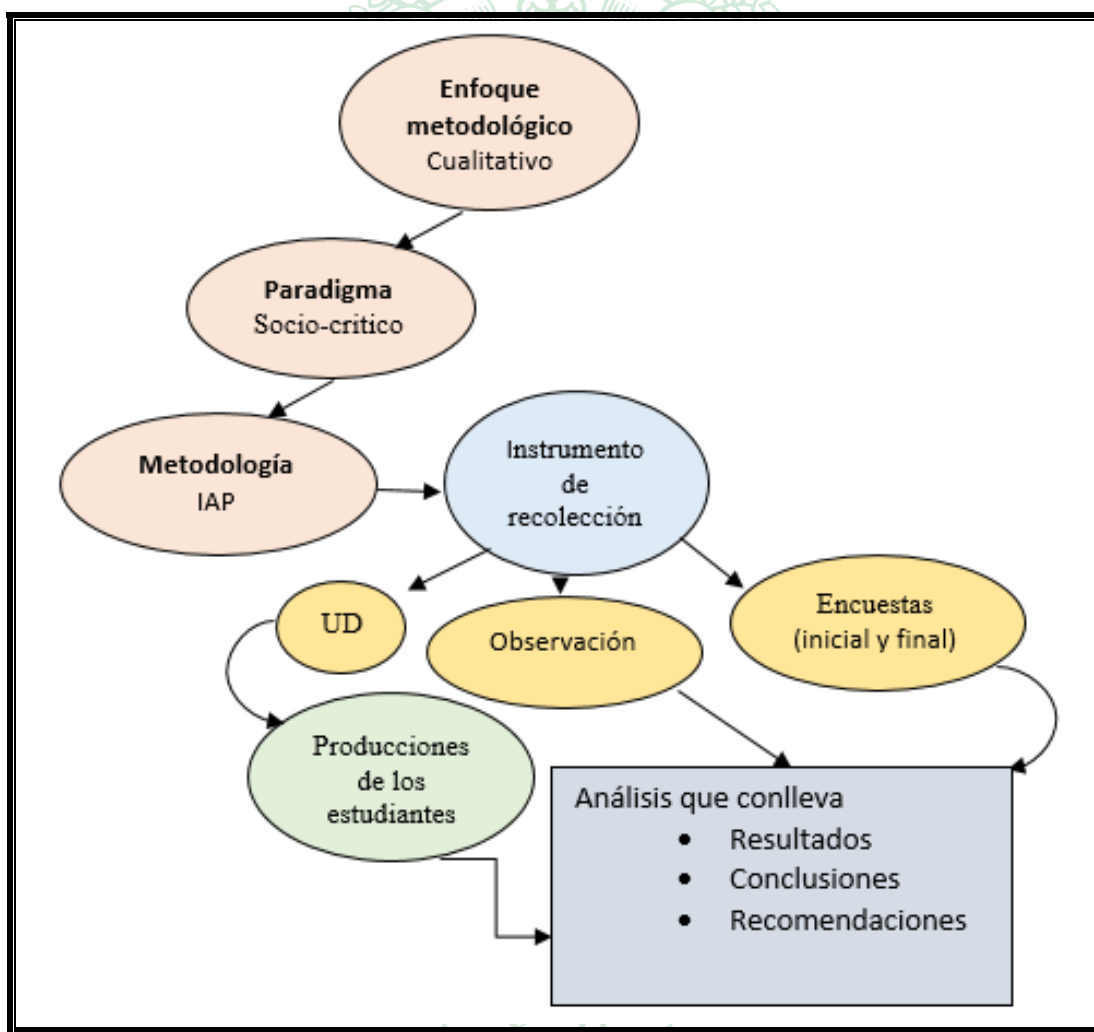 Enfoque
metodológico
Cualitativo
Paradigma
Socio-critico
Metodología
IAP
Instrumento
de
recolección
UD
Observación
Encuestas
(inicial y final)
Producciones
de los
estudiantes
Análisis que conlleva
• Resultados
• Conclusiones
• Recomendaciones